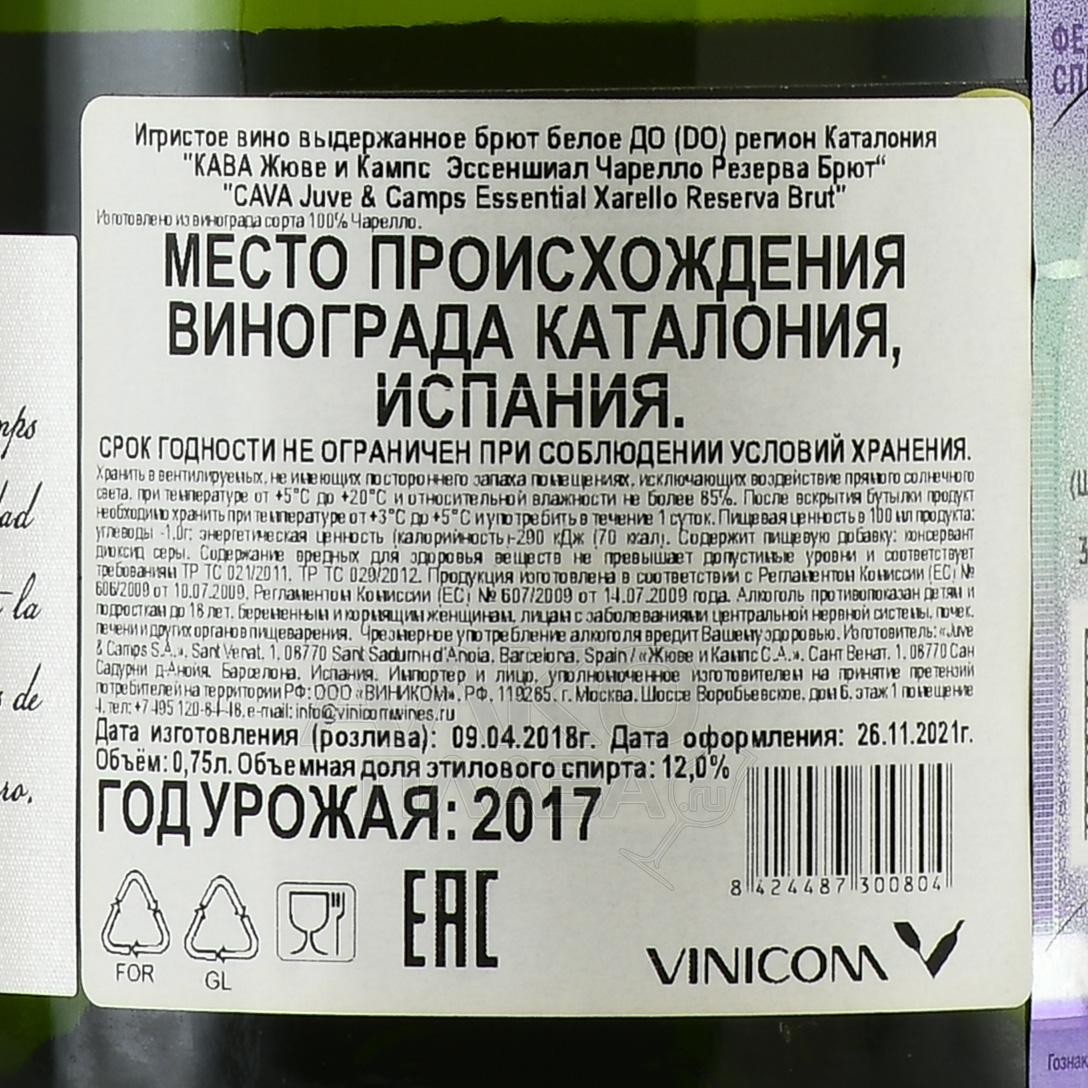 Игристое вино выдержанное брют белое ДО (DO) регион Каталония
"КАВА Жюве и Кампс Эссеншиал Чарелло Резерва Брют"
"CAVA Juve & Camps Essential Xarello Reserva Brut"
Изготовлено из винограда сорта 100% Чарелло.
МЕСТО ПРОИСХОЖДЕНИЯ
ВИНОГРАДА КАТАЛОНИЯ,
ИСПАНИЯ.
СРОК ГОДНОСТИ НЕ ОГРАНИЧЕН ПРИ СОБЛЮДЕНИИ УСЛОВИЙ ХРАНЕНИЯ.
Хранить в вентилируемых, не имеющих постороннего запаха помещениях, исключающих воздействие прямого солнечного
света, при температуре от +5°С до +20°С и относительной влажности не более 85%. После вскрытия бутылки продукт
необходимо хранить при температуре от +3°С до +5°С и употребить в течение 1 суток. Пищевая ценность в 100 мл продукта:
углеводы -1,0г; энергетическая ценность (калорийность)-290 кДж (70 ккал). Содержит пищевую добавку: консервант
диоксид серы. Содержание вредных для здоровья веществ не превышает допустимые уровни и соответствует
требованиям ТР ТС 021/2011, ТР ТС 029/2012. Продукция изготовлена в соответствии с Регламентом Комиссии (ЕС) №
606/2009 от 10.07.2009, Регламентом Комиссии (ЕС) № 607/2009 от 14.07.2009 года. Алкоголь противопоказан детям и
подросткам до 18 лет, беременным и кормящим женщинам, лицам с заболеваниями центральной нервной системы, почек,
печени и других органов пищеварения. Чрезмерное употребление алкоголя вредит Вашему здоровью. Изготовитель: «Juve
& Camps S.A.», Sant Venat, 1, 08770 Sant Sadurni d'Anoia, Barcelona, Spain / «Жюве и Кампс С.А.», Сант Венат, 1, 08770 Сан
Садурни д-Анойя, Барселона, Испания. Импортер и лицо, уполномоченное изготовителем на принятие претензий
потребителей на территории РФ: ООО «ВИНИКОМ», РФ, 119285, г. Москва, Шоссе Воробьевское, дом 6, этаж 1 помещение
4, тел: +7 495 120-84-48, e-mail: info@vinicomwines.ru
Дата изготовления (розлива): 09.04.2018г. Дата оформления: 26.11.2021г.
Объём: 0,75л. Объемная доля этилового спирта: 12,0%
ГОД УРОЖАЯ: 2017
8 424487 300804
FOR
GL
EAC
VINICOM
de
la
Гознак